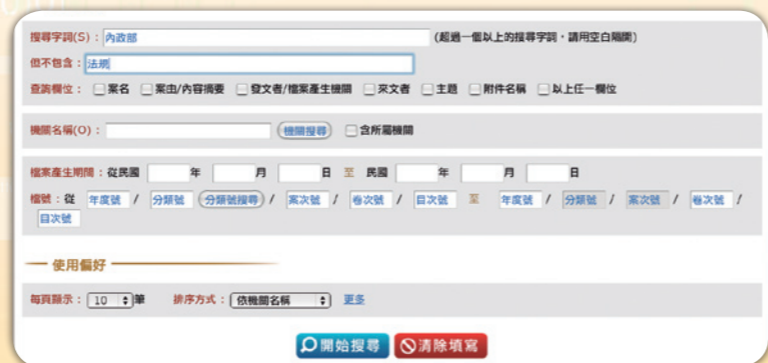 搜尋字詞(S)：內政部 (超過一個以上的搜尋字詞，請用空白隔開)
但不包含：法規
查詢欄位：□案名 □案由/內容摘要 □發文者/檔案產生機關 □來文者 □主題 □附件名稱 □以上任一欄位
機關名稱(O)： 機關搜尋 □含所屬機關
檔案產生期間：從民國 年 月 日 至 民國 年 月 日
檔號：從 年度號 / 分類號 分類號搜尋 / 案次號 / 卷次號 / 目次號 至 年度號 / 分類號 / 案次號 / 卷次號 /
目次號
使用偏好
每頁顯示：10 筆 排序方式：依機關名稱 更多
開始搜尋 清除填寫